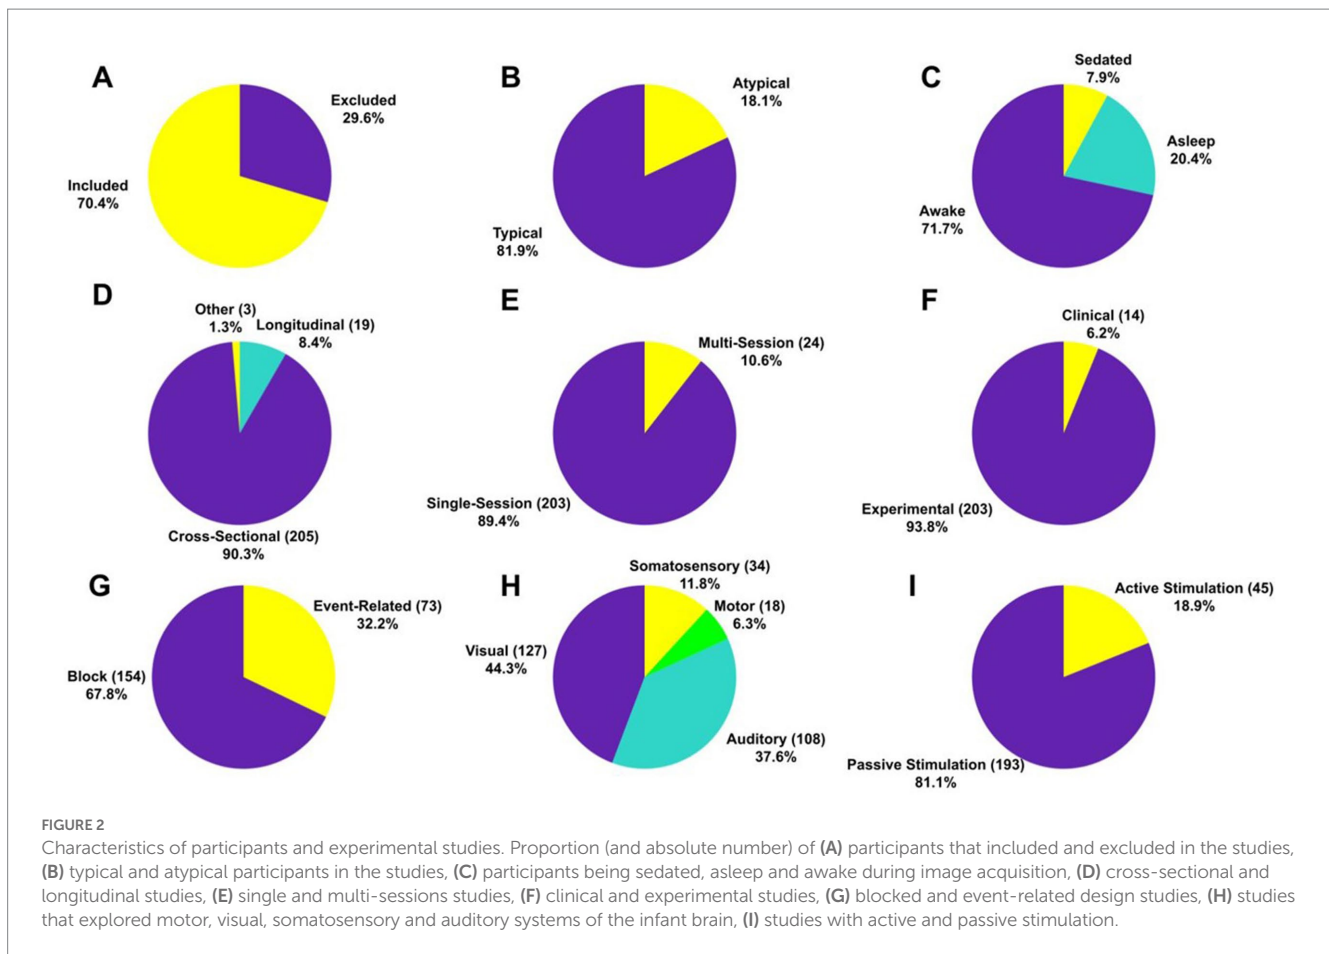 A
Excluded
29.6%
Included
70.4%
B
Atypical
18.1%
Typical
81.9%
C
Sedated
7.9%
Asleep
20.4%
Awake
71.7%
D
Other (3)
1.3%
Longitudinal (19)
8.4%
Cross-Sectional (205)
90.3%
E
Multi-Session (24)
10.6%
Single-Session (203)
89.4%
F
Clinical (14)
6.2%
Experimental (203)
93.8%
G
Event-Related (73)
32.2%
Block (154)
67.8%
H
Somatosensory (34)
11.8%
Motor (18)
6.3%
Visual (127)
44.3%
Auditory (108)
37.6%
I
Active Stimulation (45)
18.9%
Passive Stimulation (193)
81.1%
FIGURE 2
Characteristics of participants and experimental studies. Proportion (and absolute number) of (A) participants that included and excluded in the studies,
(B) typical and atypical participants in the studies, (C) participants being sedated, asleep and awake during image acquisition, (D) cross-sectional and
longitudinal studies, (E) single and multi-sessions studies, (F) clinical and experimental studies, (G) blocked and event-related design studies, (H) studies
that explored motor, visual, somatosensory and auditory systems of the infant brain, (I) studies with active and passive stimulation.